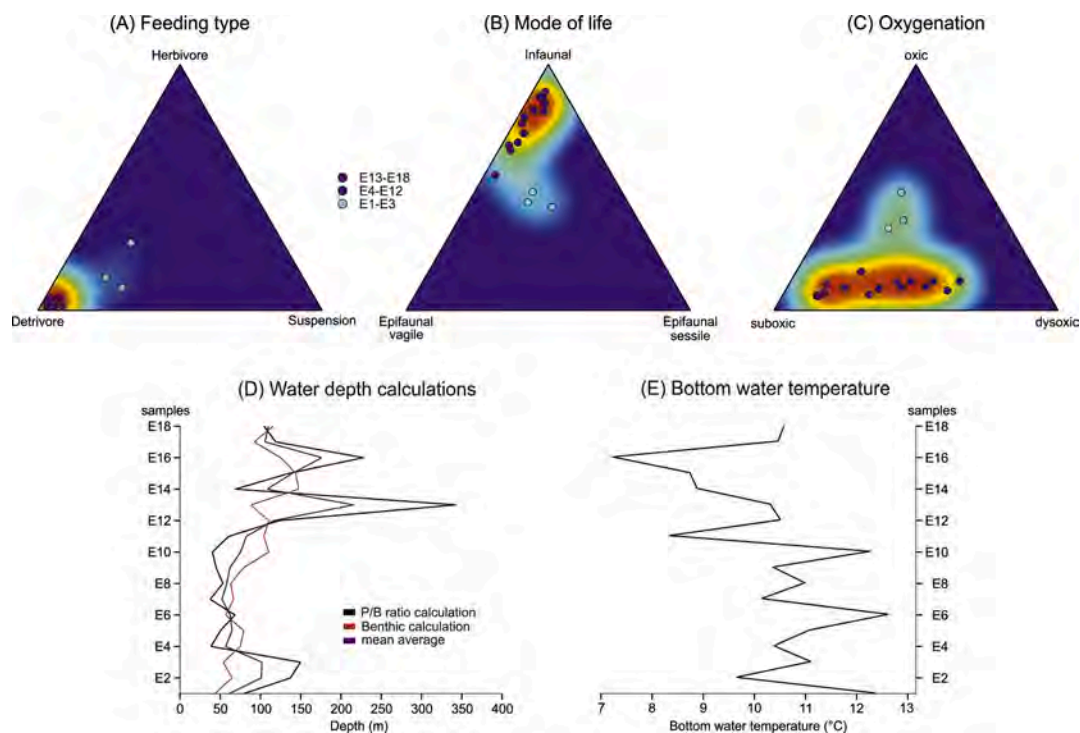 (A) Feeding type
(B) Mode of life
(C) Oxygenation
Herbivore
Infaunal
oxic
E13-E18
E4-E12
E1-E3
Detrivore
Suspension
Epifaunal
vagile
Epifaunal
sessile
suboxic
dysoxic
(D) Water depth calculations
(E) Bottom water temperature
samples
samples
E18
E16
E14
E12
E10
E8
E6
E4
E2
P/B ratio calculation
Benthic calculation
mean average
0 50 100 150 200 250 300 350 400
Depth (m)
E18
E16
E14
E12
E10
E8
E6
E4
E2
7 8 9 10 11 12 13
Bottom water temperature (°C)